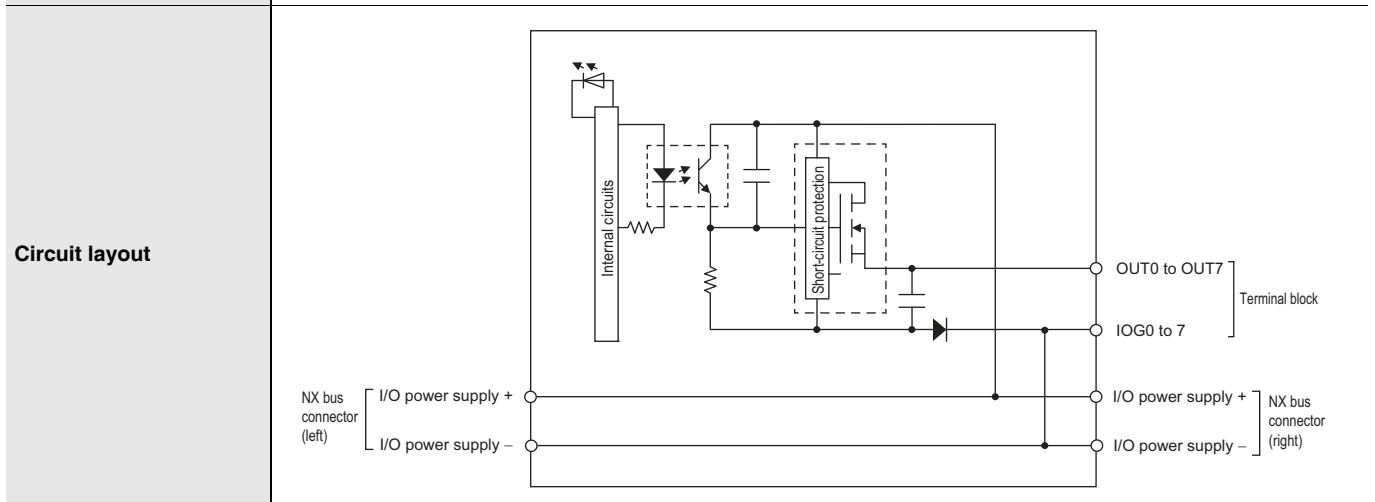 Circuit layout
Internal circuits
Short-circuit protection
OUT0 to OUT7
Terminal block
IOG0 to 7
NX bus
connector
(left)
I/O power supply +
I/O power supply −
I/O power supply +
I/O power supply −
NX bus
connector
(right)